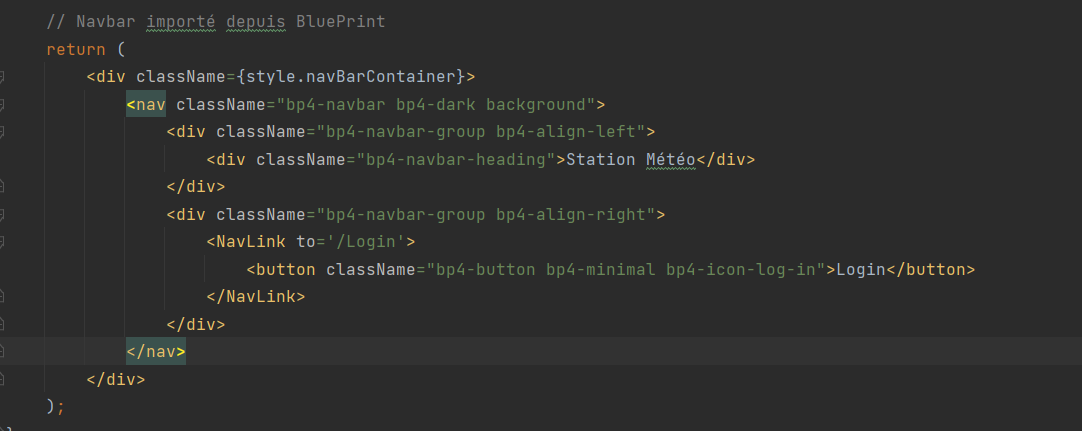 // Navbar importé depuis BluePrint
return (
<div className={style.navBarContainer}>
<nav className="bp4-navbar bp4-dark background">
<div className="bp4-navbar-group bp4-align-left">
<div className="bp4-navbar-heading">Station Météo</div>
</div>
<div className="bp4-navbar-group bp4-align-right">
<NavLink to='/Login'>
<button className="bp4-button bp4-minimal bp4-icon-log-in">Login</button>
</NavLink>
</div>
</nav>
</div>
);